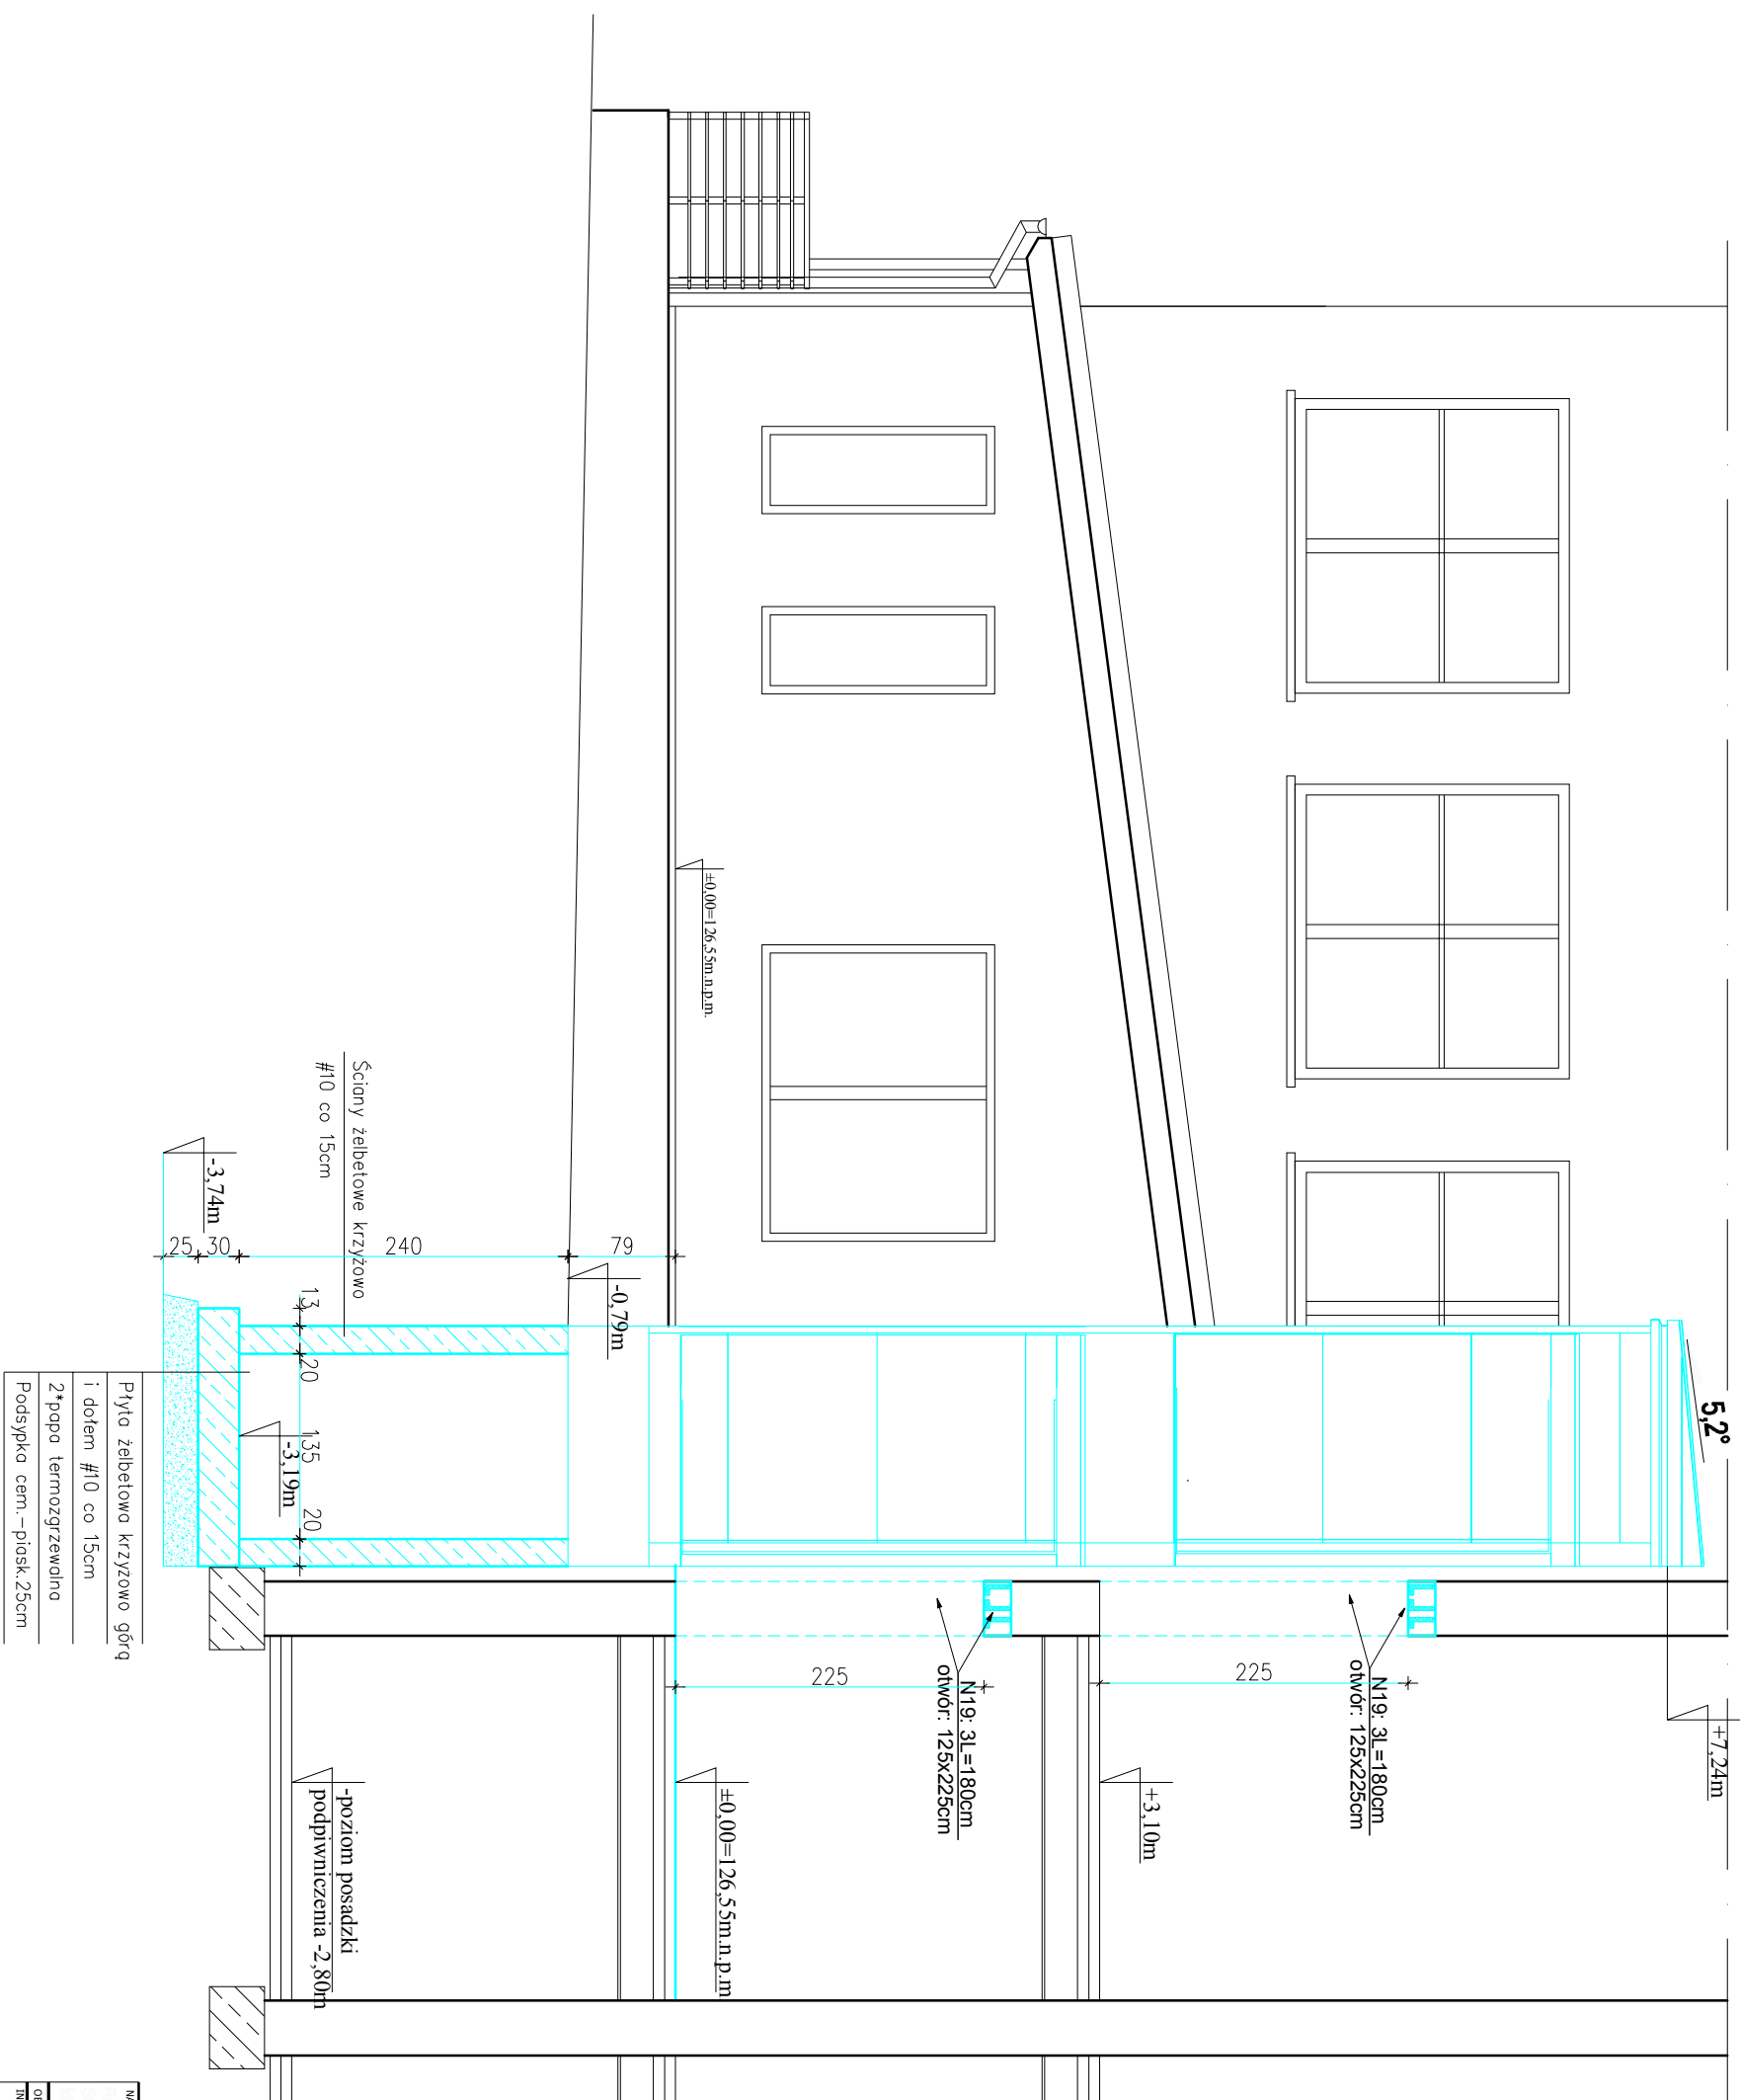 5,2°
+7,24m
N19: 3L=180cm
otwór: 125x225cm
225
+3,10m
N19: 3L=180cm
otwór: 125x225cm
225
±0,00=126,55m.n.p.m.
±0,00=126,55m.n.p.m
79
-0,79m
240
30
25
-3,74m
Ściany żelbetowe krzyżowo
#10 co 15cm
13
20
135
20
-3,19m
-poziom posadzki
podpiwniczenia -2,80m
Płyta żelbetowa krzyżowo górą
i dołem #10 co 15cm
2*papa termozgrzewalna
Podsypka cem.-piask.25cm